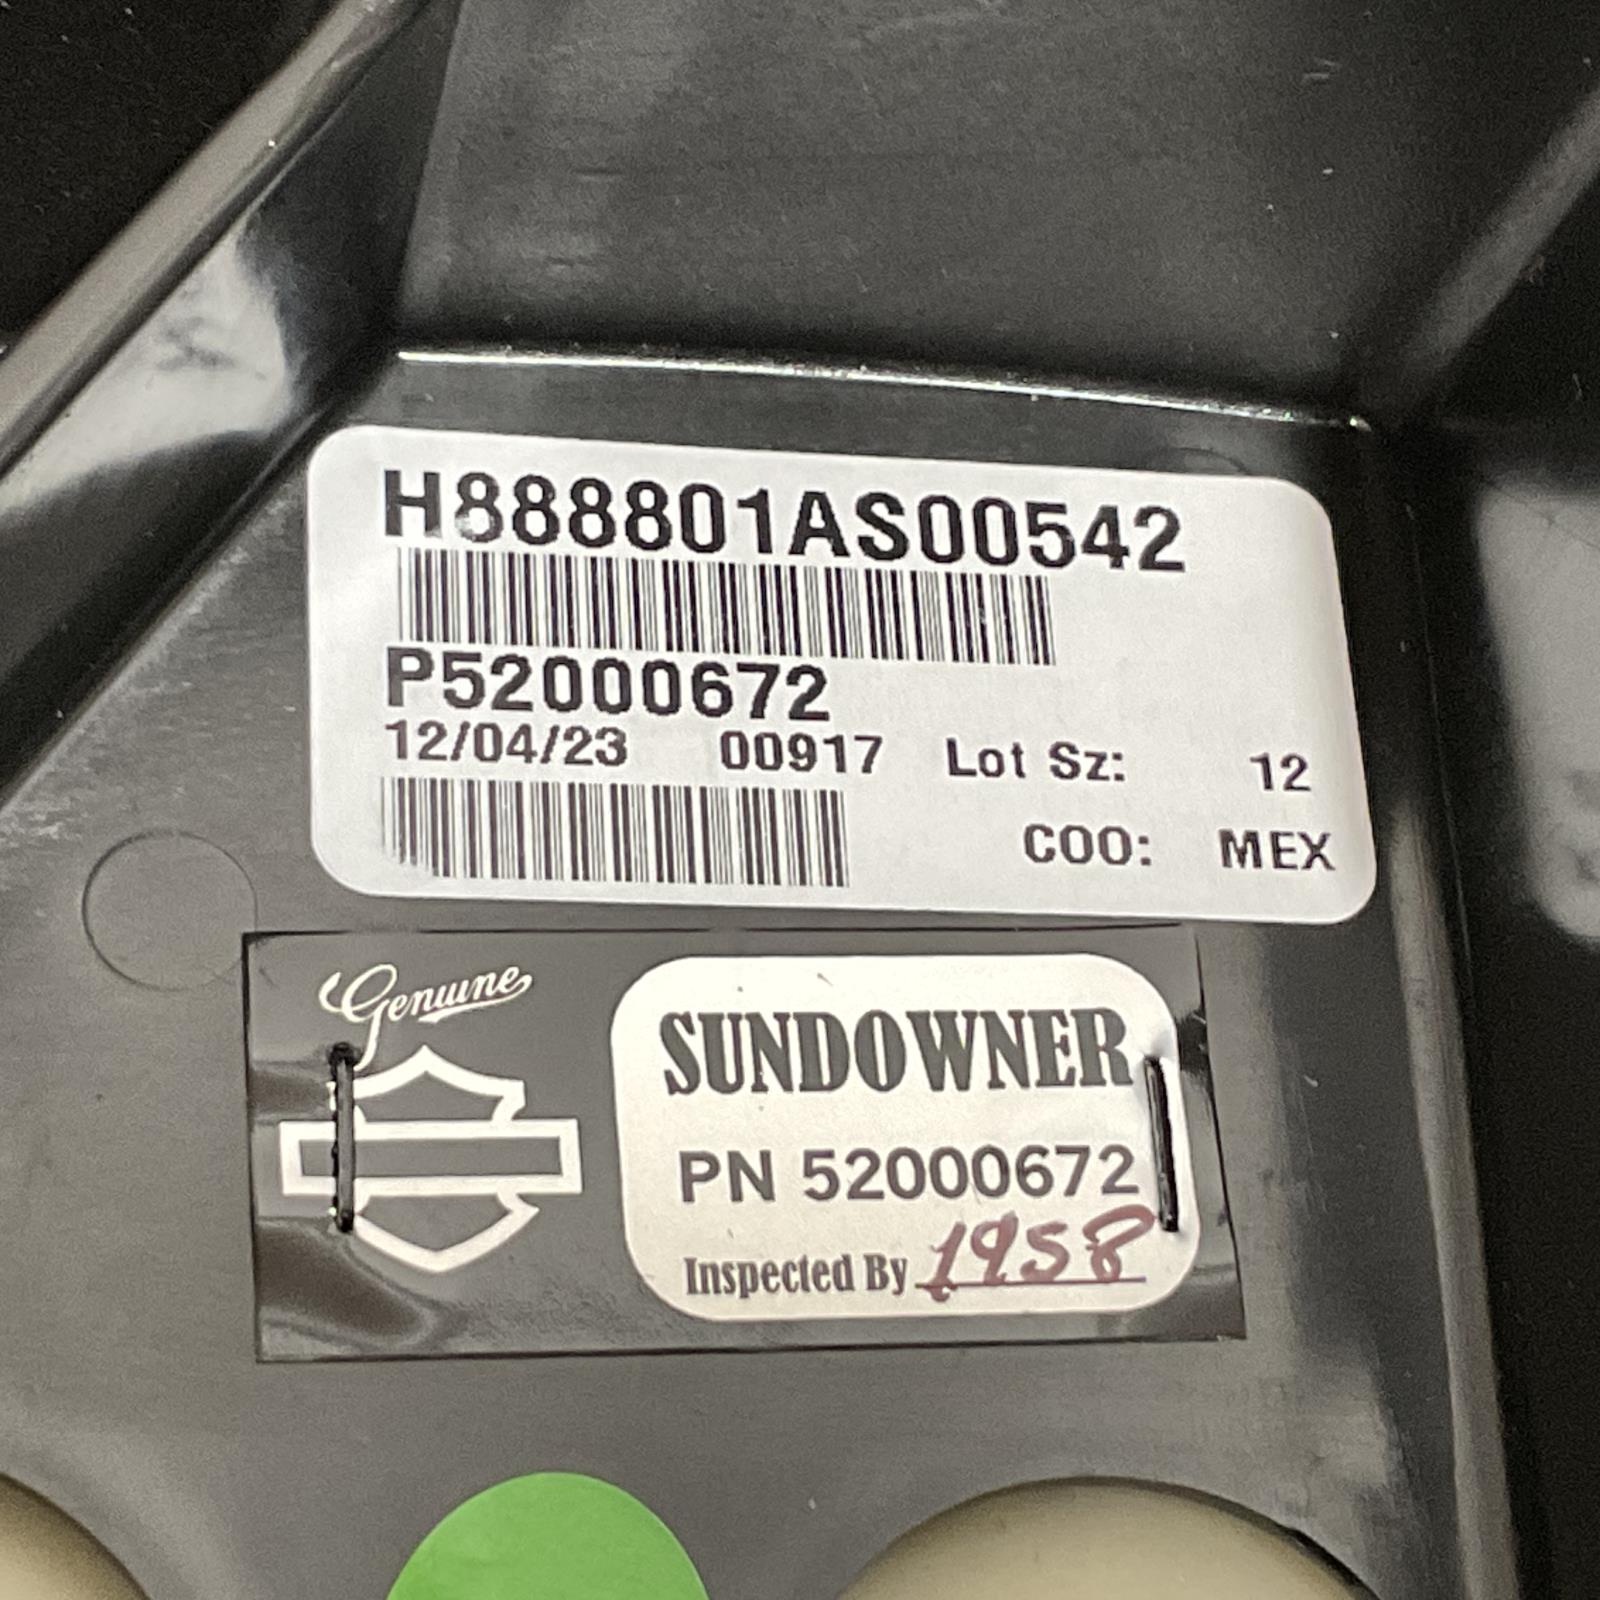 H888801AS00542
P52000672
12/04/23 00917 Lot Sz: 12
COO: MEX
Genuine
SUNDOWNER
PN 52000672
Inspected By 1958